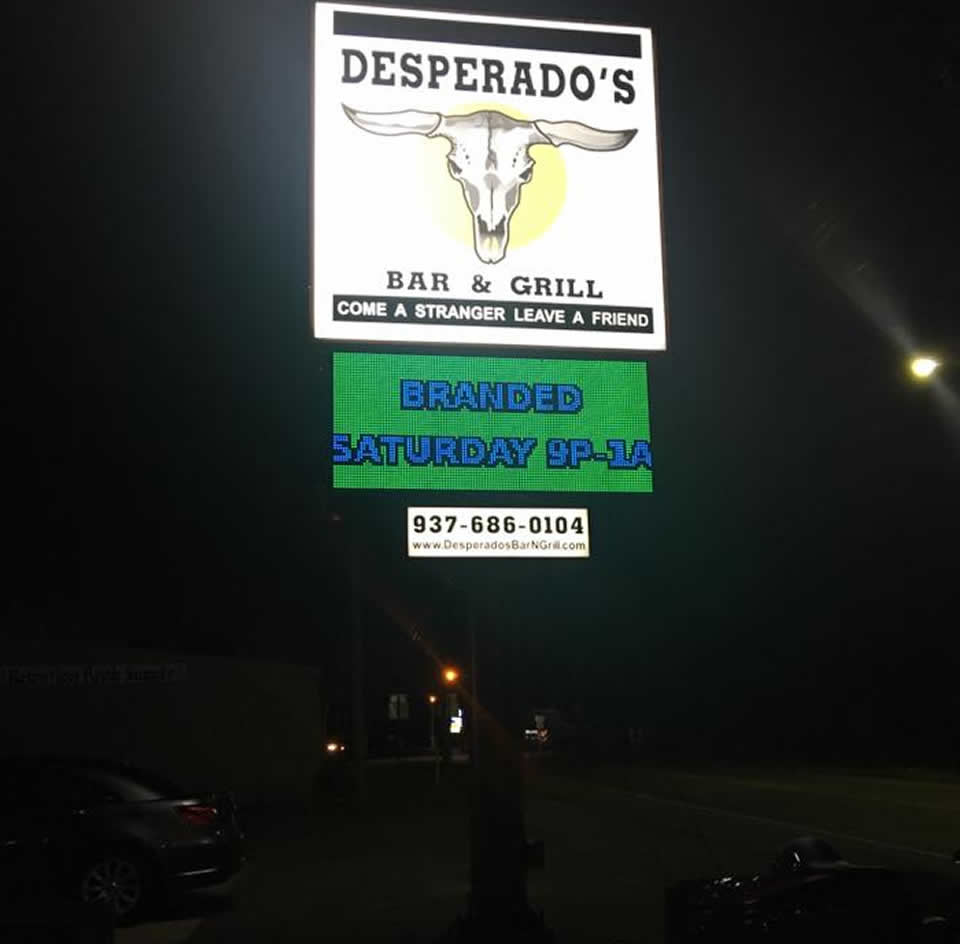 DESPERADO'S
BAR & GRILL
COME A STRANGER LEAVE A FRIEND
BRANDED
SATURDAY 9P-1A
937-686-0104
www.DesperadosBarNGrill.com